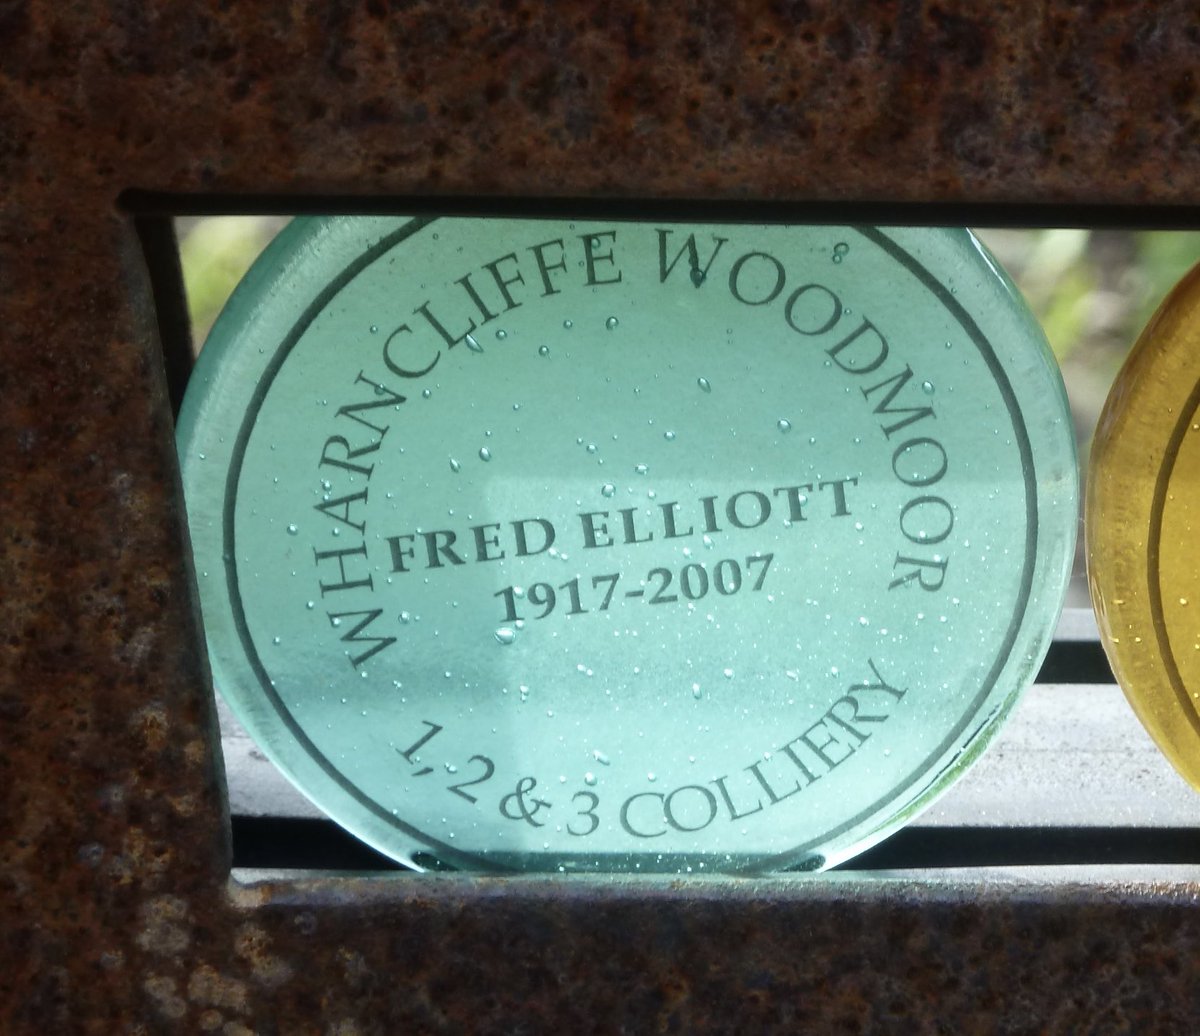 WHARNCLIFFE WOODMOOR
FRED ELLIOTT
1917-2007
1, 2 & 3 COLLIERY